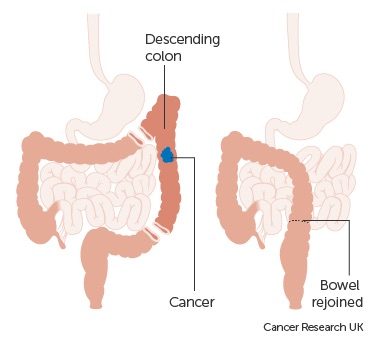 Descending
colon
Cancer
Bowel
rejoined
Cancer Research UK